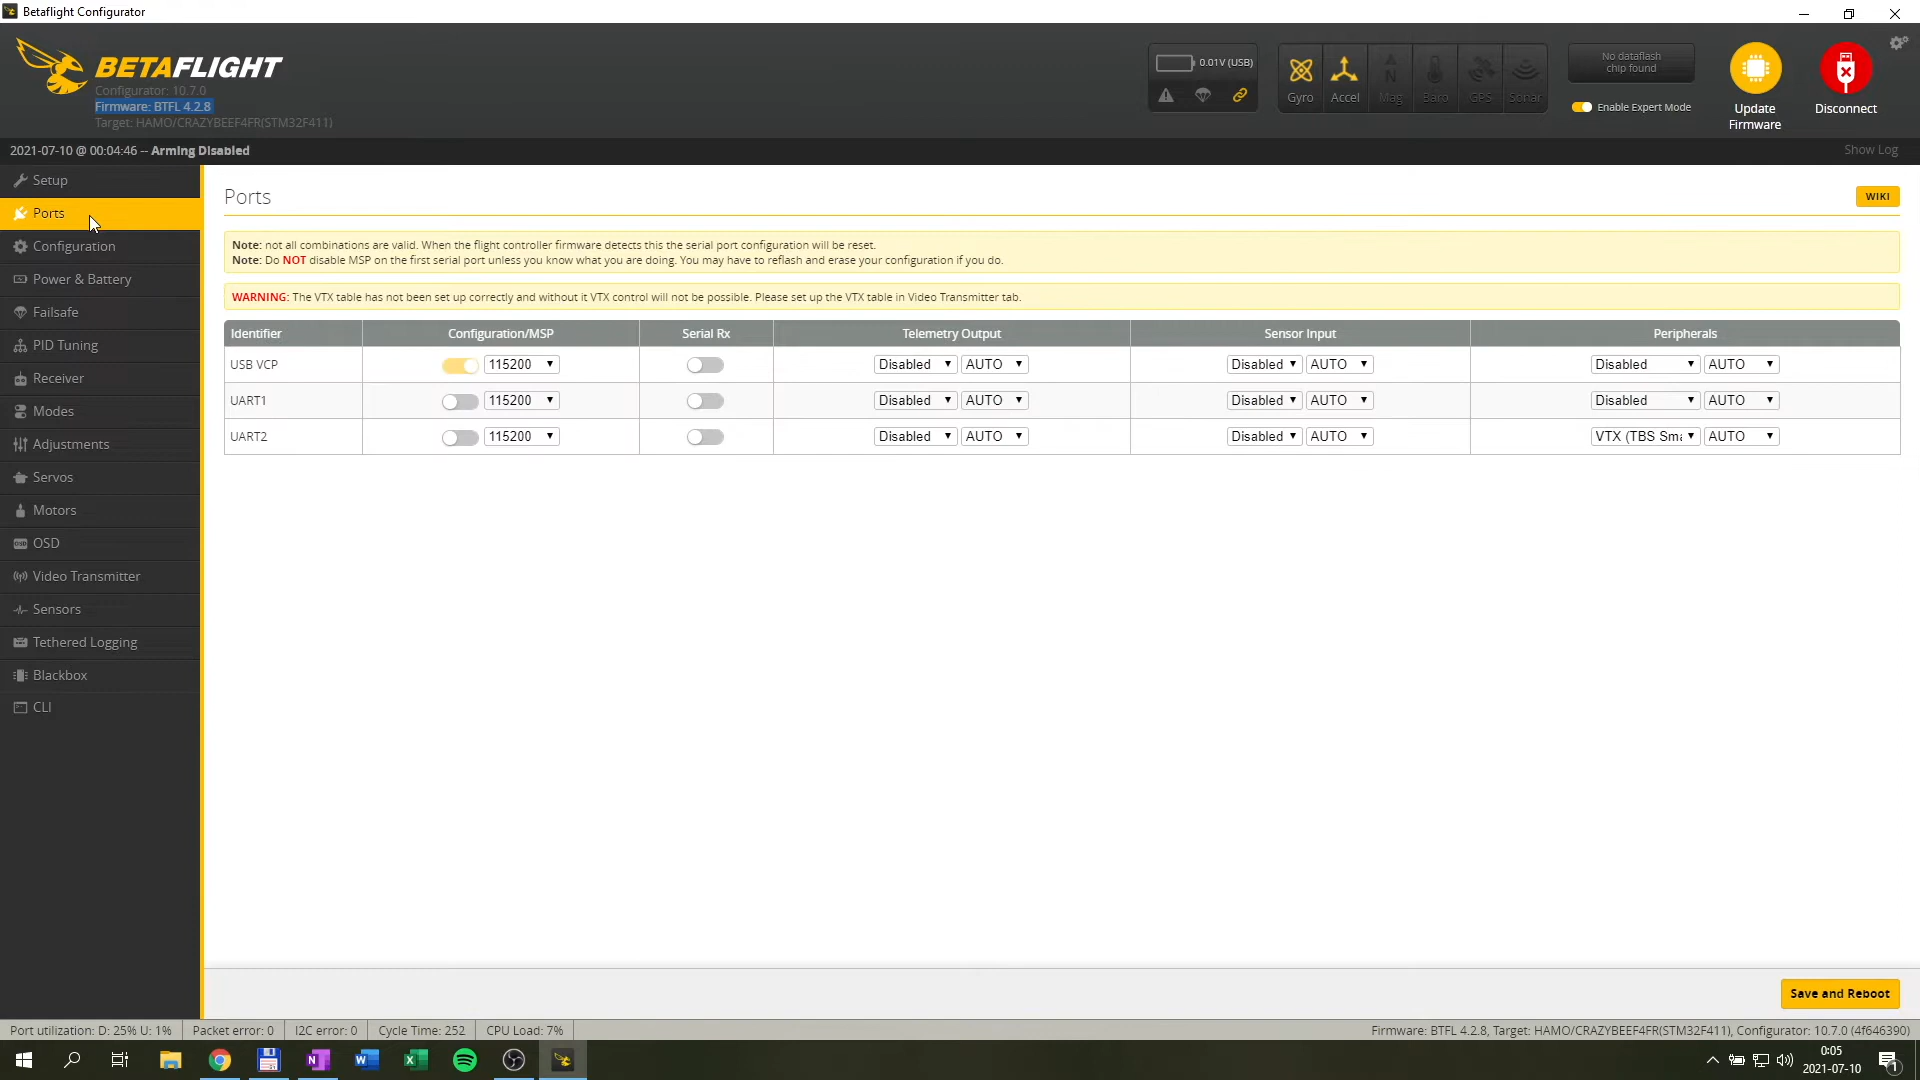 Betaflight Configurator
BETAFLIGHT
Configurator: 10.7.0
Firmware: BTFL 4.2.8
Target: HAMO/CRAZYBEEF4FR(STM32F411)
0.01V (USB)
Gyro Accel Mag Baro GPS Sonar
No dataflash
chip found
Enable Expert Mode
Update
Firmware
Disconnect
2021-07-10 @ 00:04:46 -- Arming Disabled
Show Log
Setup
Ports
Configuration
Power & Battery
Failsafe
PID Tuning
Receiver
Modes
Adjustments
Servos
Motors
OSD
Video Transmitter
Sensors
Tethered Logging
Blackbox
CLI
Ports
WIKI
Note: not all combinations are valid. When the flight controller firmware detects this the serial port configuration will be reset.
Note: Do NOT disable MSP on the first serial port unless you know what you are doing. You may have to reflash and erase your configuration if you do.
WARNING: The VTX table has not been set up correctly and without it VTX control will not be possible. Please set up the VTX table in Video Transmitter tab.
Identifier Configuration/MSP Serial Rx Telemetry Output Sensor Input Peripherals
USB VCP 115200 Disabled AUTO Disabled AUTO Disabled AUTO
UART1 115200 Disabled AUTO Disabled AUTO Disabled AUTO
UART2 115200 Disabled AUTO Disabled AUTO VTX (TBS Sma AUTO
Save and Reboot
Port utilization: D: 25% U: 1% Packet error: 0 I2C error: 0 Cycle Time: 252 CPU Load: 7%
Firmware: BTFL 4.2.8, Target: HAMO/CRAZYBEEF4FR(STM32F411), Configurator: 10.7.0 (4f646390)
0:05
2021-07-10
1